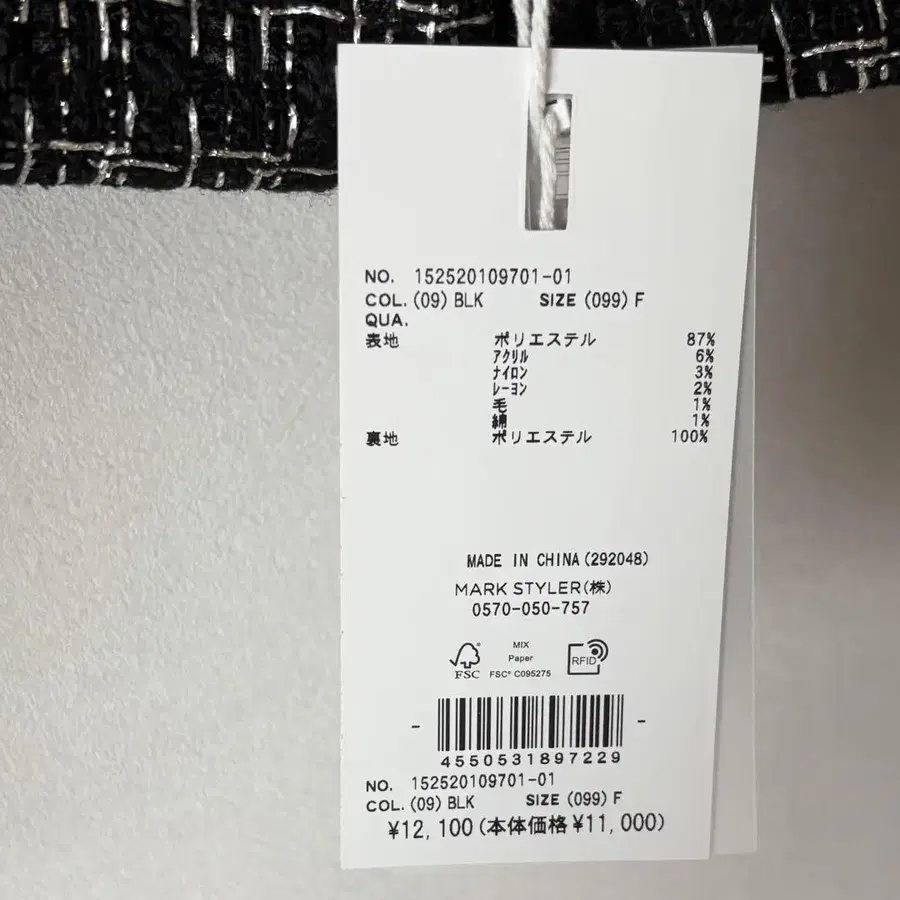 NO. 152520109701-01
COL. (09) BLK SIZE (099) F
QUA.
表地 ポリエステル 87%
アクリル 6%
ナイロン 3%
レーヨン 2%
毛 1%
綿 1%
裏地 ポリエステル 100%
MADE IN CHINA (292048)
MARK STYLER(株)
0570-050-757
FSC
MIX
Paper
FSC® C095275
RFID
4550531897229
NO. 152520109701-01
COL. (09) BLK SIZE (099) F
¥12,100(本体価格¥11,000)